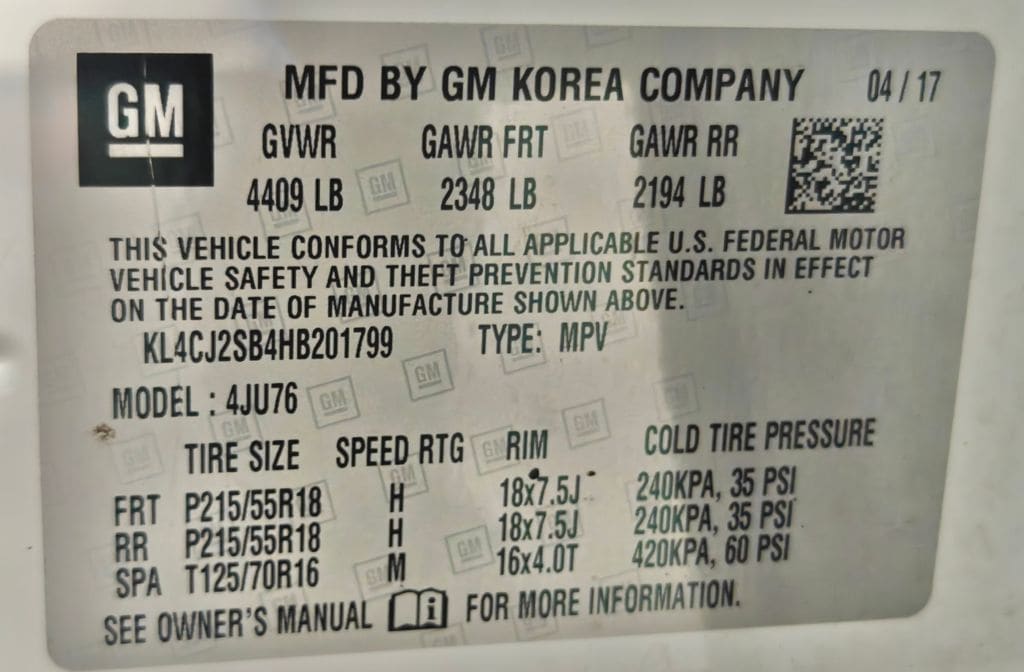 GM MFD BY GM KOREA COMPANY 04/17
GVWR GAWR FRT GAWR RR
4409 LB 2348 LB 2194 LB
THIS VEHICLE CONFORMS TO ALL APPLICABLE U.S. FEDERAL MOTOR
VEHICLE SAFETY AND THEFT PREVENTION STANDARDS IN EFFECT
ON THE DATE OF MANUFACTURE SHOWN ABOVE.
KL4CJ2SB4HB201799 TYPE: MPV
MODEL : 4JU76
TIRE SIZE SPEED RTG RIM COLD TIRE PRESSURE
FRT P215/55R18 H 18x7.5J 240KPA, 35 PSI
RR P215/55R18 H 18x7.5J 240KPA, 35 PSI
SPA T125/70R16 M 16x4.0T 420KPA, 60 PSI
SEE OWNER'S MANUAL FOR MORE INFORMATION.